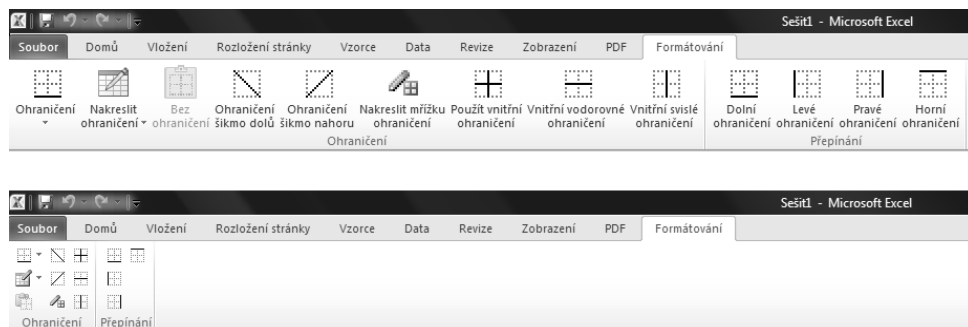 Sešit1 - Microsoft Excel
Soubor Domů Vložení Rozložení stránky Vzorce Data Revize Zobrazení PDF Formátování
Ohraničení Nakreslit Bez Ohraničení Ohraničení Nakreslit mřížku Použít vnitřní Vnitřní vodorovné Vnitřní svislé Dolní Levé Pravé Horní
ohraničení ohraničení šikmo dolů šikmo nahoru ohraničení ohraničení ohraničení ohraničení ohraničení ohraničení ohraničení ohraničení
Ohraničení Přepínání
Sešit1 - Microsoft Excel
Soubor Domů Vložení Rozložení stránky Vzorce Data Revize Zobrazení PDF Formátování
Ohraničení Přepínání